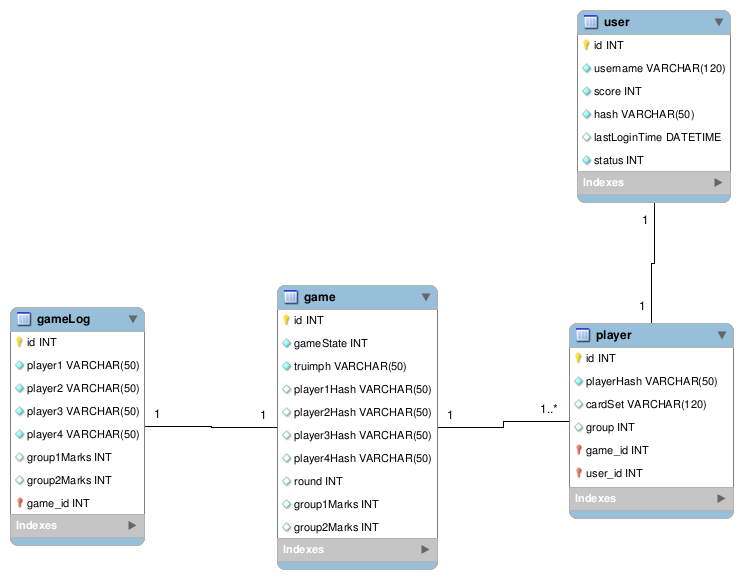 user
id INT
username VARCHAR(120)
score INT
hash VARCHAR(50)
lastLoginTime DATETIME
status INT
Indexes
1
1
gameLog
id INT
player1 VARCHAR(50)
player2 VARCHAR(50)
player3 VARCHAR(50)
player4 VARCHAR(50)
group1Marks INT
group2Marks INT
game_id INT
Indexes
1
1
game
id INT
gameState INT
truimph VARCHAR(50)
player1Hash VARCHAR(50)
player2Hash VARCHAR(50)
player3Hash VARCHAR(50)
player4Hash VARCHAR(50)
round INT
group1Marks INT
group2Marks INT
Indexes
1
1..*
player
id INT
playerHash VARCHAR(50)
cardSet VARCHAR(120)
group INT
game_id INT
user_id INT
Indexes